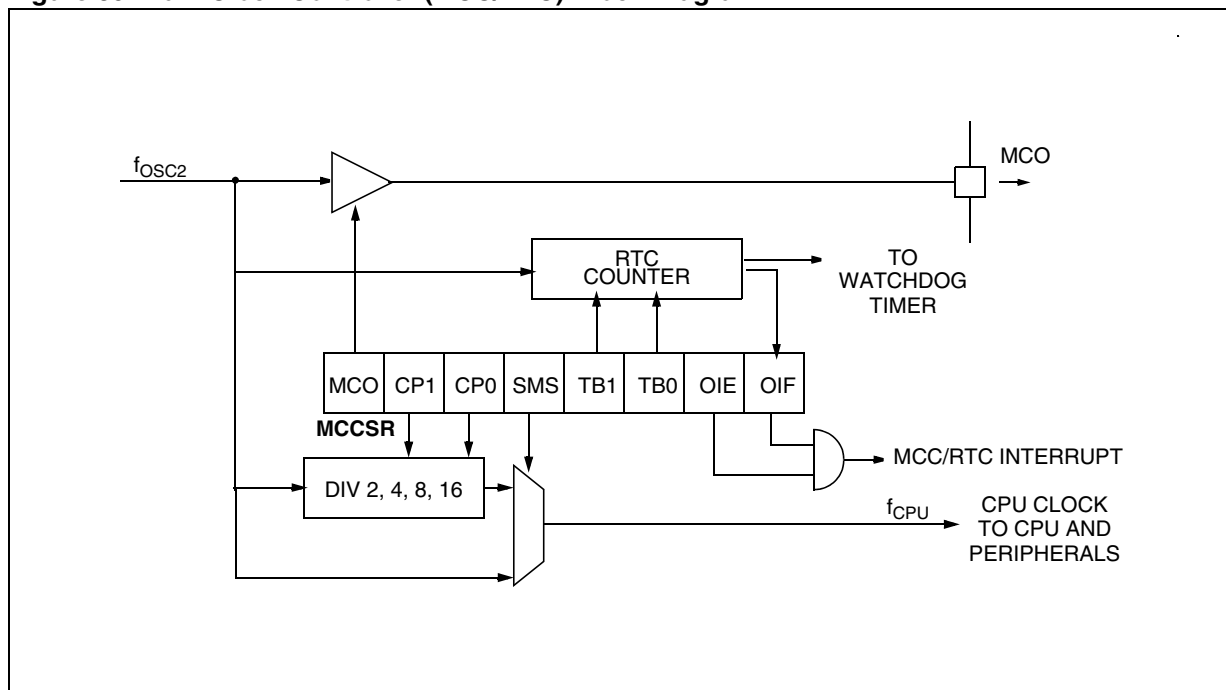 fOSC2
MCO
RTC
COUNTER
TO
WATCHDOG
TIMER
MCO CP1 CP0 SMS TB1 TB0 OIE OIF
MCCSR
MCC/RTC INTERRUPT
DIV 2, 4, 8, 16
fCPU
CPU CLOCK
TO CPU AND
PERIPHERALS